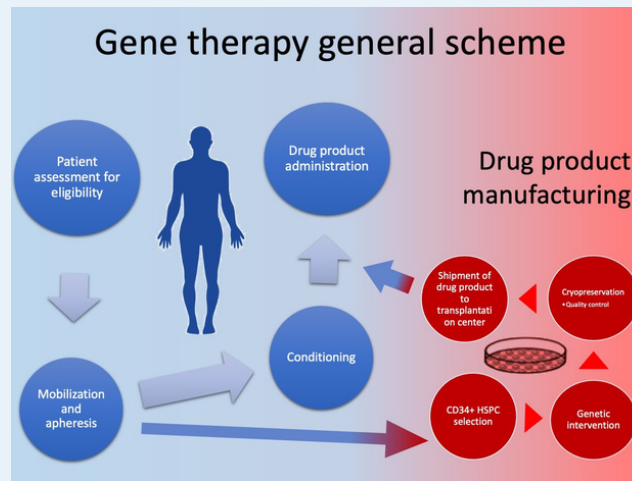 Gene therapy general scheme
Patient
assessment for
eligibility
Drug product
administration
Drug product
manufacturing
Shipment of
drug product
to
transplantati
on center
Cryopreservation
•Quality control
Conditioning
Mobilization
and
apheresis
CD34+ HSPC
selection
Genetic
intervention